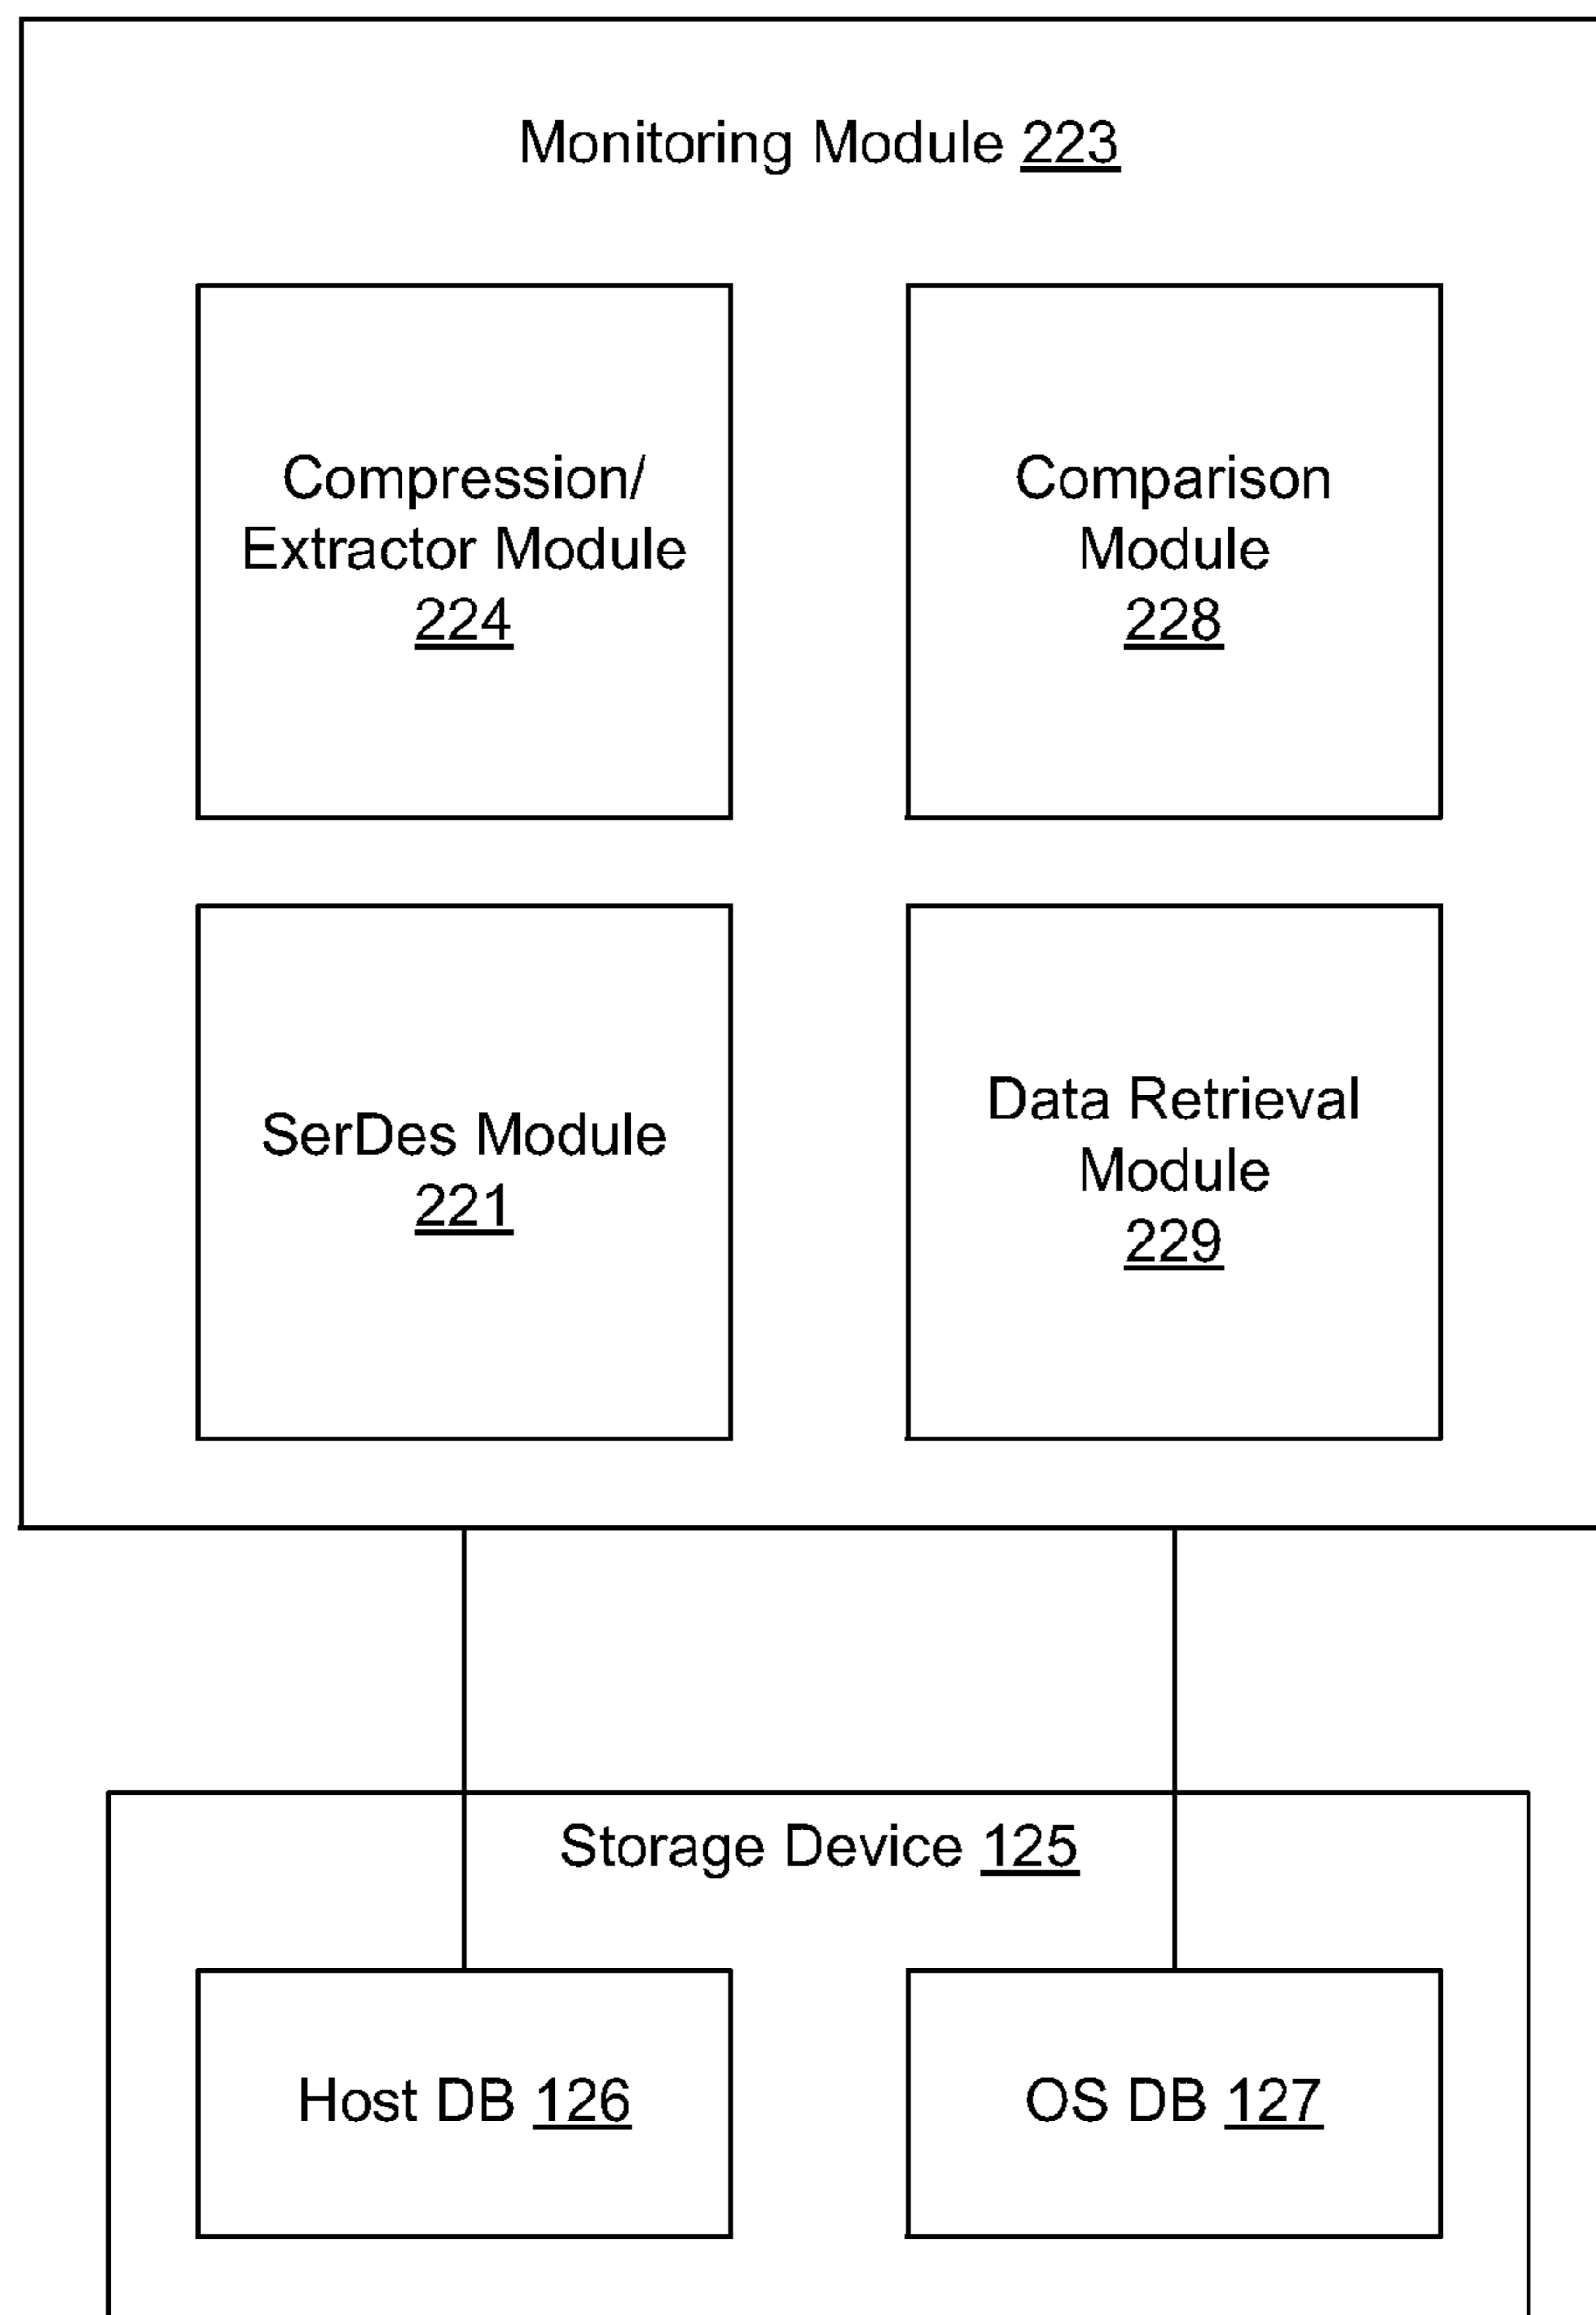 Monitoring Module 223
Compression/
Extractor Module
224
Comparison
Module
228
SerDes Module
221
Data Retrieval
Module
229
Storage Device 125
Host DB 126
OS DB 127